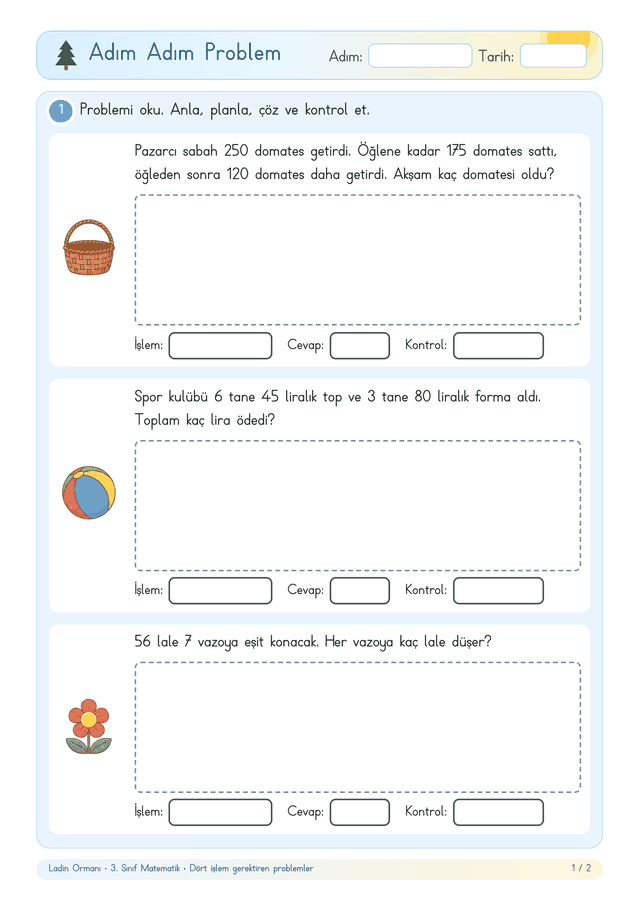 Adım Adım Problem
Adım:
Tarih:
1 Problemi oku. Anla, planla, çöz ve kontrol et.
Pazarcı sabah 250 domates getirdi. Öğlene kadar 175 domates sattı,
öğleden sonra 120 domates daha getirdi. Akşam kaç domatesi oldu?
İşlem:
Cevap:
Kontrol:
Spor kulübü 6 tane 45 liralık top ve 3 tane 80 liralık forma aldı.
Toplam kaç lira ödedi?
İşlem:
Cevap:
Kontrol:
56 lale 7 vazoya eşit konacak. Her vazoya kaç lale düşer?
İşlem:
Cevap:
Kontrol:
Ladin Ormanı • 3. Sınıf Matematik • Dört işlem gerektiren problemler
1 / 2